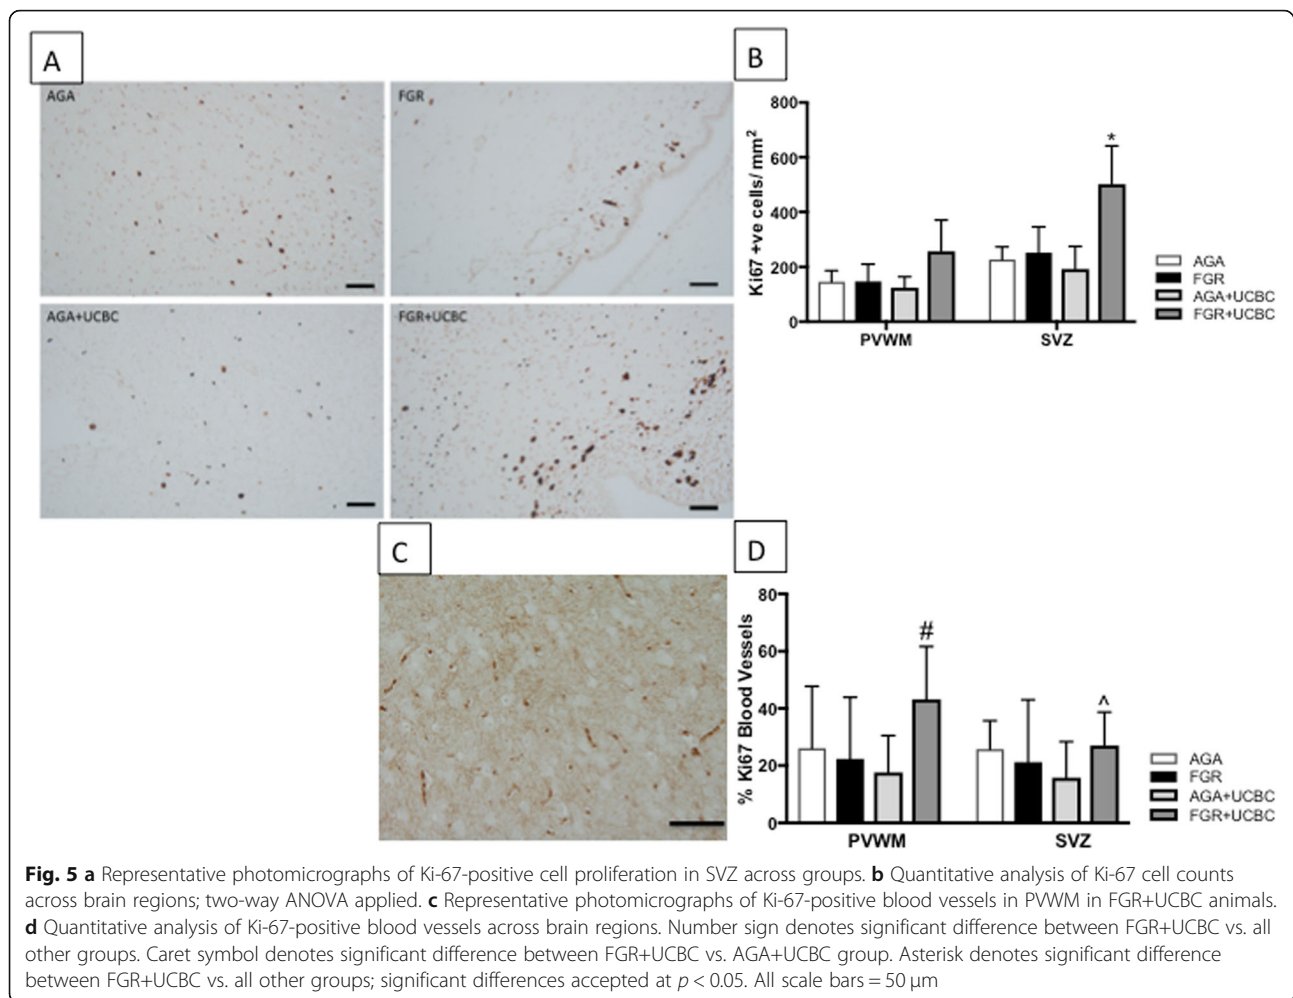 A
AGA
FGR
AGA+UCBC
FGR+UCBC
B
Ki67 +ve cells/ mm²
800
600
400
200
0
*
PVWM
SVZ
AGA
FGR
AGA+UCBC
FGR+UCBC
C
D
% Ki67 Blood Vessels
80
60
40
20
0
#
^
PVWM
SVZ
AGA
FGR
AGA+UCBC
FGR+UCBC
Fig. 5 a Representative photomicrographs of Ki-67-positive cell proliferation in SVZ across groups. b Quantitative analysis of Ki-67 cell counts
across brain regions; two-way ANOVA applied. c Representative photomicrographs of Ki-67-positive blood vessels in PVWM in FGR+UCBC animals.
d Quantitative analysis of Ki-67-positive blood vessels across brain regions. Number sign denotes significant difference between FGR+UCBC vs. all
other groups. Caret symbol denotes significant difference between FGR+UCBC vs. AGA+UCBC group. Asterisk denotes significant difference
between FGR+UCBC vs. all other groups; significant differences accepted at p < 0.05. All scale bars = 50 μm